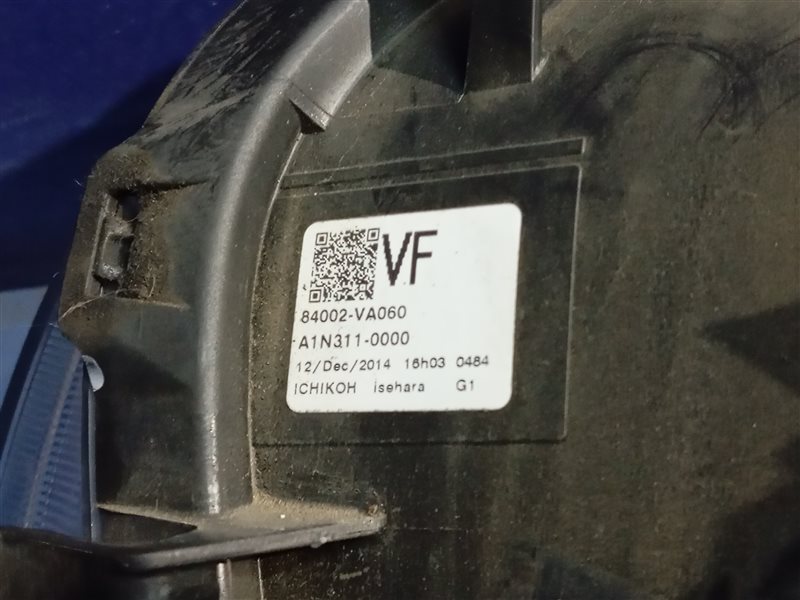 VF
84002-VA060
A1N311-0000
12/Dec/2014 16h03 0484
ICHIKOH isehara G1